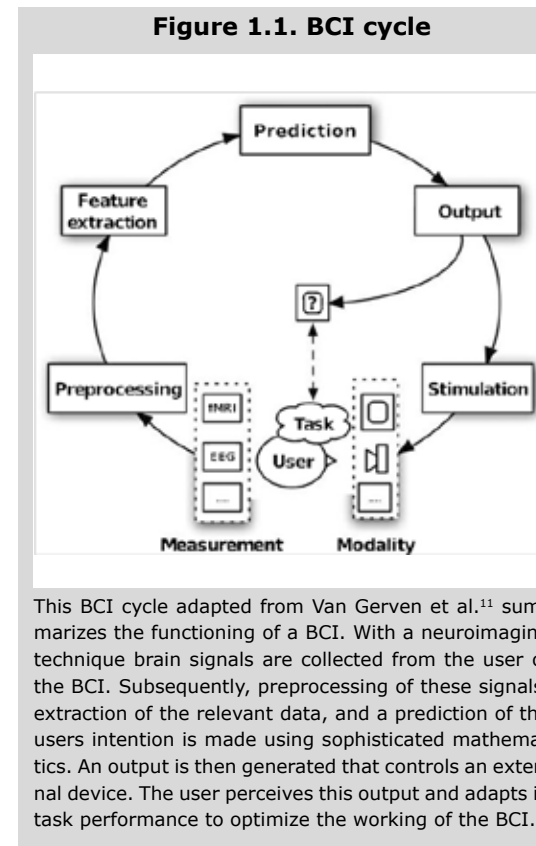 Figure 1.1. BCI cycle
Prediction
Feature
extraction
Output
?
Preprocessing
fMRI
Stimulation
Task
EEG
User
....
....
Measurement
Modality
This BCI cycle adapted from Van Gerven et al.11 sum
marizes the functioning of a BCI. With a neuroimagin
technique brain signals are collected from the user
the BCI. Subsequently, preprocessing of these signals
extraction of the relevant data, and a prediction of th
users intention is made using sophisticated mathema
tics. An output is then generated that controls an exter
nal device. The user perceives this output and adapts
task performance to optimize the working of the BCI.